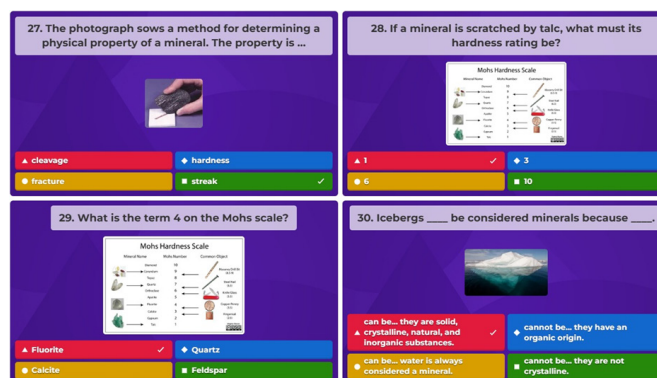 27. The photograph sows a method for determining a
physical property of a mineral. The property is ...
cleavage
hardness
fracture
streak
28. If a mineral is scratched by talc, what must its
hardness rating be?
Mohs Hardness Scale
Mineral Name Mohs Number Common Object
1
3
6
10
29. What is the term 4 on the Mohs scale?
Mohs Hardness Scale
Mineral Name Mohs Number Common Object
Fluorite
Quartz
Calcite
Feldspar
30. Icebergs ____ be considered minerals because ____.
can be... they are solid,
crystalline, natural, and
inorganic substances.
cannot be... they have an
organic origin.
can be... water is always
considered a mineral.
cannot be... they are not
crystalline.